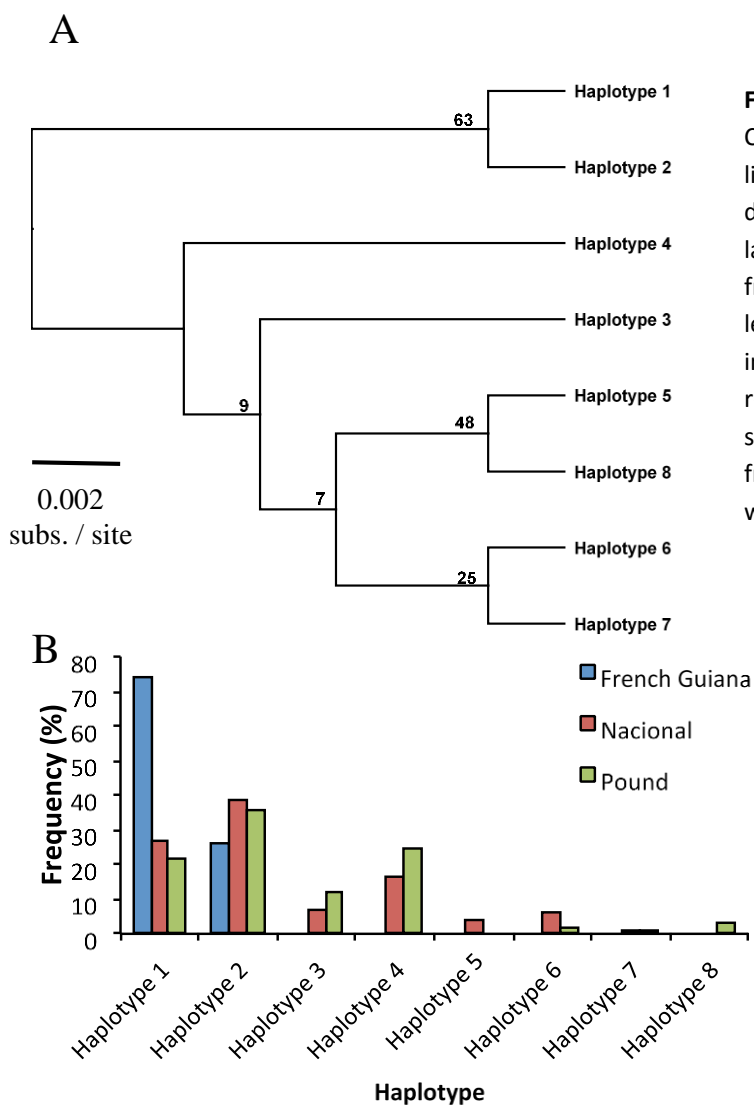 A
Haplotype 1
63
Haplotype 2
Haplotype 4
Haplotype 3
9
Haplotype 5
48
Haplotype 8
7
Haplotype 6
25
Haplotype 7
0.002
subs. / site
B
80
70
60
50
40
30
20
10
0
Frequency (%)
French Guiana
Nacional
Pound
Haplotype 1
Haplotype 2
Haplotype 3
Haplotype 4
Haplotype 5
Haplotype 6
Haplotype 7
Haplotype 8
Haplotype